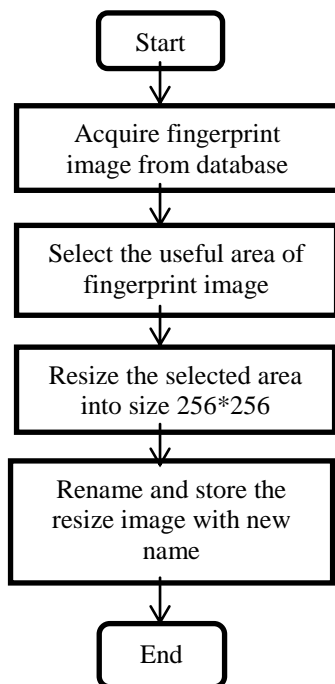 Start
Acquire fingerprint
image from database
Select the useful area of
fingerprint image
Resize the selected area
into size 256*256
Rename and store the
resize image with new
name
End